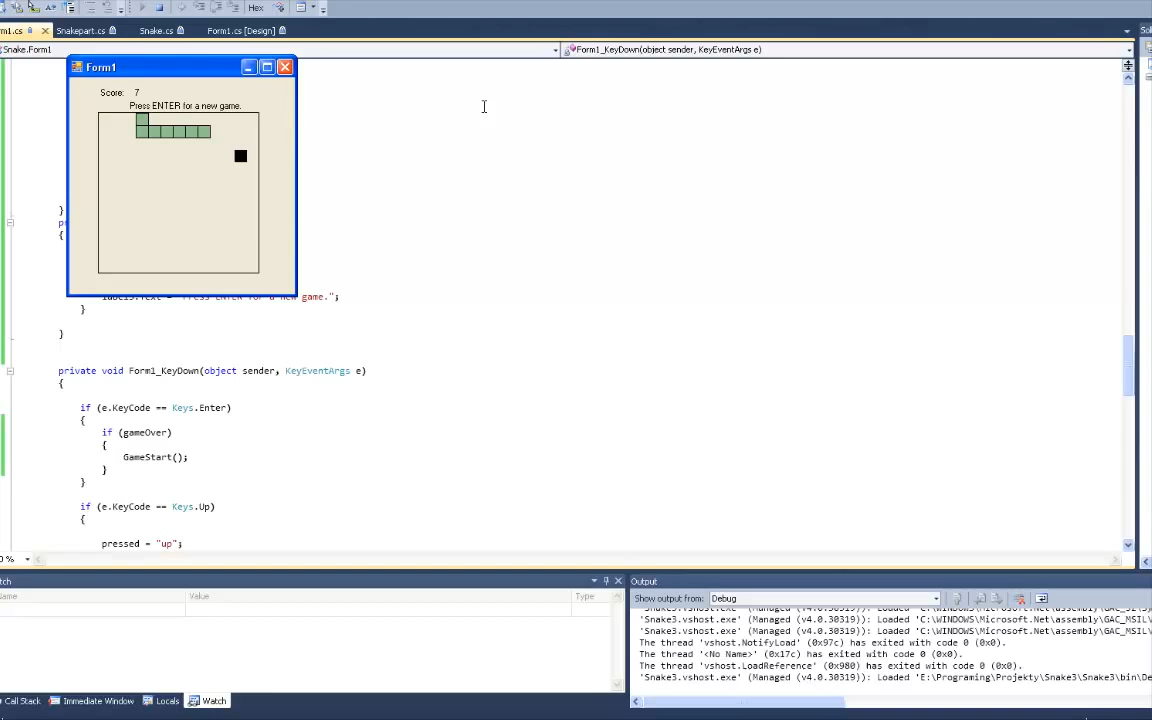 Hex
m1.cs Snakepart.cs Snake.cs Form1.cs [Design]
Snake.Form1 Form1_KeyDown(object sender, KeyEventArgs e)
Form1
Score: 7
Press ENTER for a new game.
}
{
game.";
}
}
private void Form1_KeyDown(object sender, KeyEventArgs e)
{
if (e.KeyCode == Keys.Enter)
{
if (gameOver)
{
GameStart();
}
}
if (e.KeyCode == Keys.Up)
{
pressed = "up";
0 %
tch
Name Value Type
Output
Show output from: Debug
'Snake3.vshost.exe' (Managed (v4.0.30319)): Loaded 'C:\WINDOWS\Microsoft.Net\assembly\GAC_MSIL\
'Snake3.vshost.exe' (Managed (v4.0.30319)): Loaded 'C:\WINDOWS\Microsoft.Net\assembly\GAC_MSIL\
The thread 'vshost.NotifyLoad' (0x97c) has exited with code 0 (0x0).
The thread '<No Name>' (0x17c) has exited with code 0 (0x0).
The thread 'vshost.LoadReference' (0x980) has exited with code 0 (0x0).
'Snake3.vshost.exe' (Managed (v4.0.30319)): Loaded 'E:\Programing\Projekty\Snake3\Snake3\bin\De
Call Stack Immediate Window Locals Watch